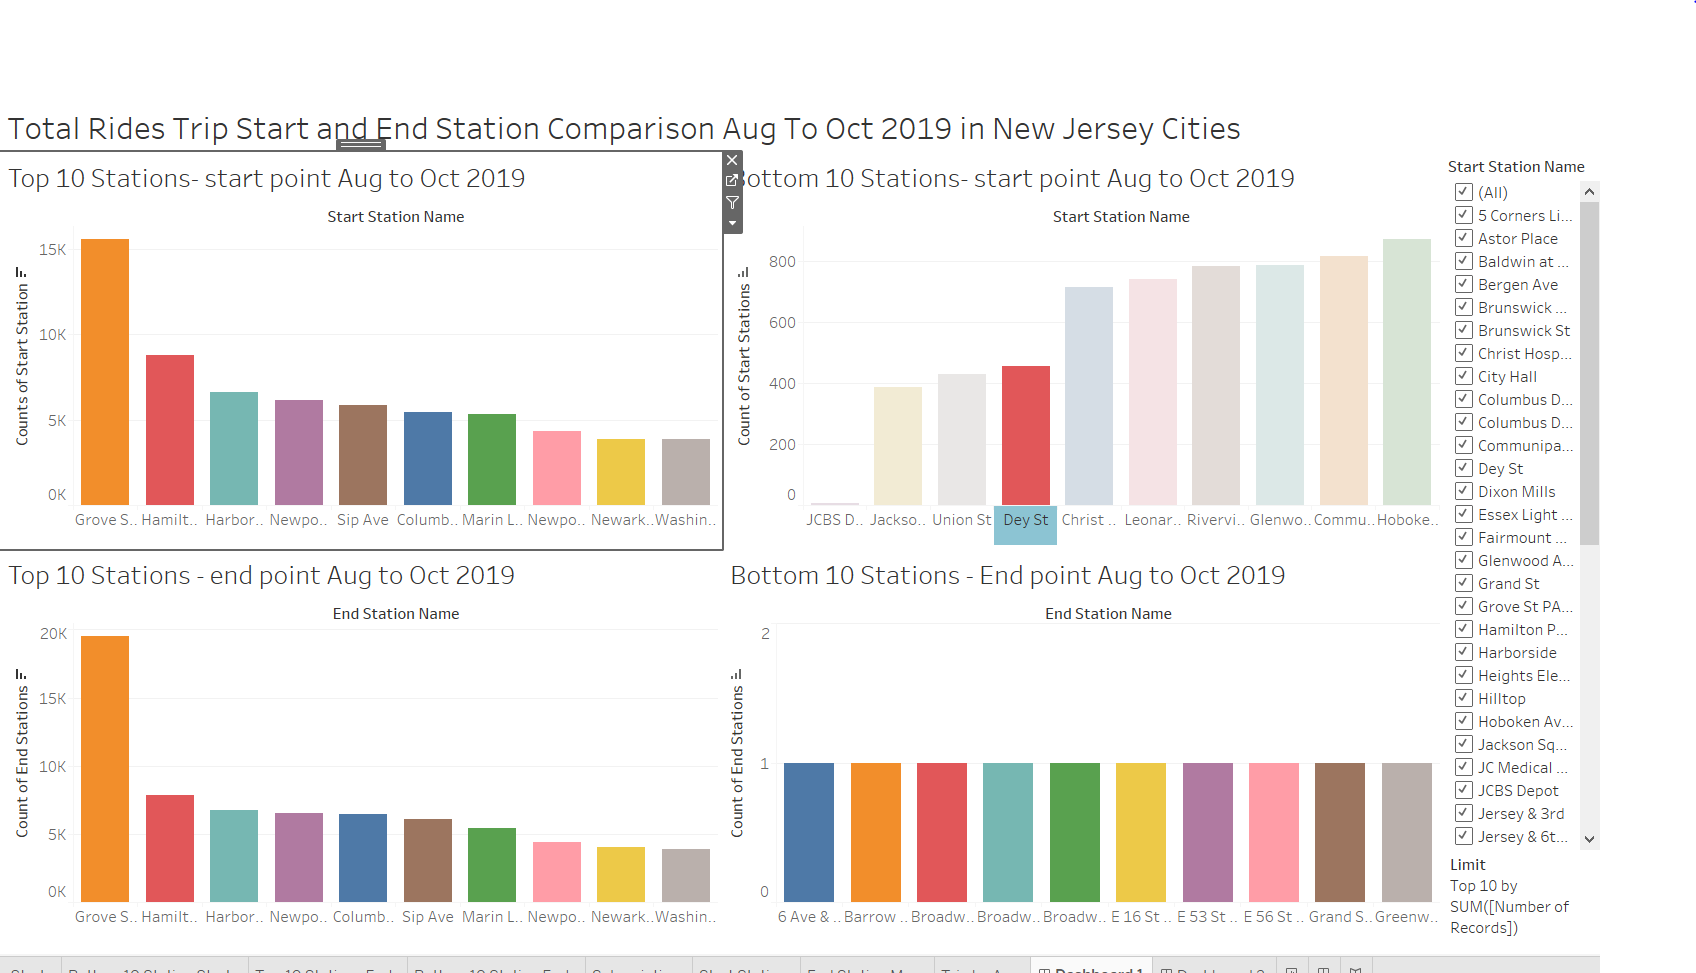 Total Rides Trip Start and End Station Comparison Aug To Oct 2019 in New Jersey Cities
Top 10 Stations- start point Aug to Oct 2019
Start Station Name
Counts of Start Station
15K
10K
5K
0K
Grove S.. Hamilt.. Harbor.. Newpo.. Sip Ave Columb.. Marin L.. Newpo.. Newark.. Washin..
Bottom 10 Stations- start point Aug to Oct 2019
Start Station Name
Count of Start Stations
800
600
400
200
0
JCBS D.. Jackso.. Union St Dey St Christ .. Leonar.. Rivervi.. Glenwo.. Commu.. Hoboke..
Top 10 Stations - end point Aug to Oct 2019
End Station Name
Count of End Stations
20K
15K
10K
5K
0K
Grove S.. Hamilt.. Harbor.. Newpo.. Columb.. Sip Ave Marin L.. Newpo.. Newark.. Washin..
Bottom 10 Stations - End point Aug to Oct 2019
End Station Name
Count of End Stations
2
1
0
6 Ave &.. Barrow .. Broadw.. Broadw.. Broadw.. E 16 St .. E 53 St .. E 56 St .. Grand S.. Greenw..
Start Station Name
(All)
5 Corners Li...
Astor Place
Baldwin at ...
Bergen Ave
Brunswick ...
Brunswick St
Christ Hosp...
City Hall
Columbus D...
Columbus D...
Communipa...
Dey St
Dixon Mills
Essex Light ...
Fairmount ...
Glenwood A...
Grand St
Grove St PA...
Hamilton P...
Harborside
Heights Ele...
Hilltop
Hoboken Av...
Jackson Sq...
JC Medical ...
JCBS Depot
Jersey & 3rd
Jersey & 6t...
Limit
Top 10 by
SUM([Number of
Records])
Dashboard 1